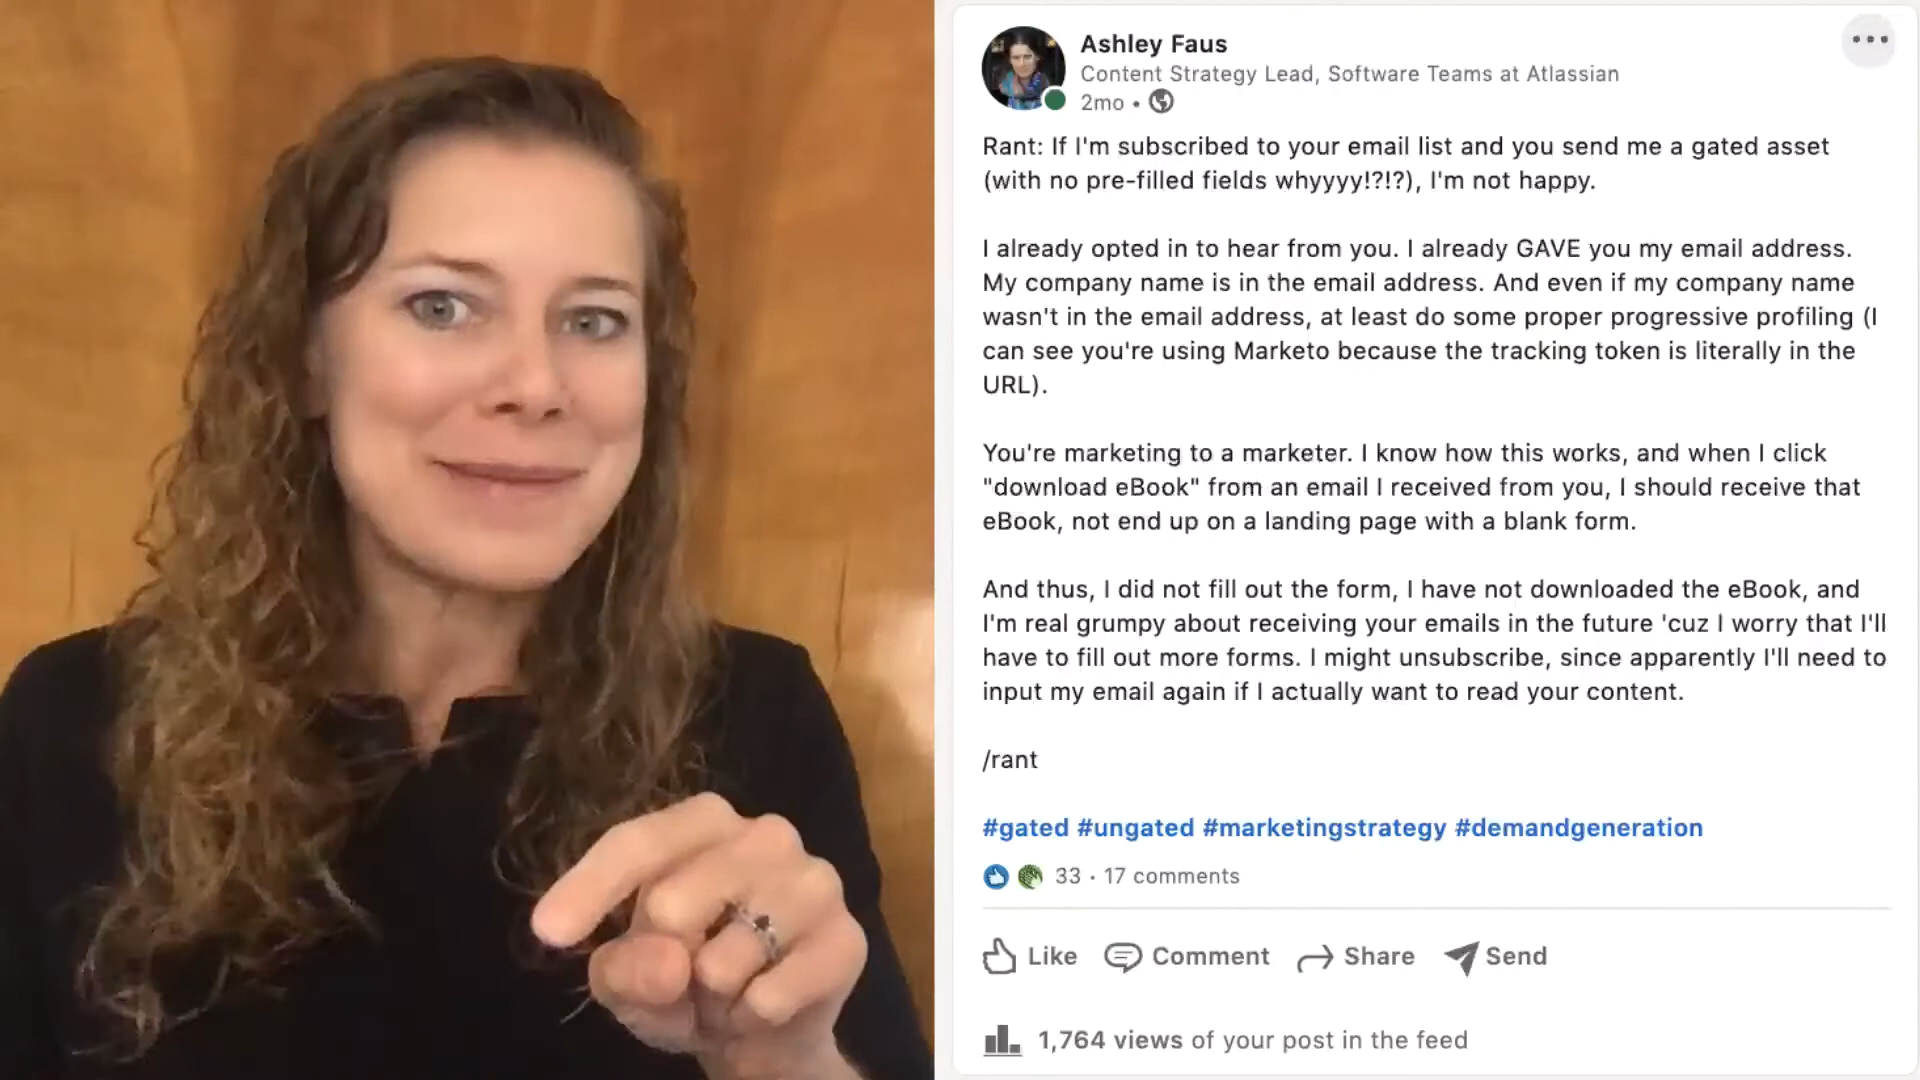 Ashley Faus
Content Strategy Lead, Software Teams at Atlassian
2mo •
Rant: If I'm subscribed to your email list and you send me a gated asset
(with no pre-filled fields whyyyy!?!?), I'm not happy.
I already opted in to hear from you. I already GAVE you my email address.
My company name is in the email address. And even if my company name
wasn't in the email address, at least do some proper progressive profiling (I
can see you're using Marketo because the tracking token is literally in the
URL).
You're marketing to a marketer. I know how this works, and when I click
"download eBook" from an email I received from you, I should receive that
eBook, not end up on a landing page with a blank form.
And thus, I did not fill out the form, I have not downloaded the eBook, and
I'm real grumpy about receiving your emails in the future 'cuz I worry that I'll
have to fill out more forms. I might unsubscribe, since apparently I'll need to
input my email again if I actually want to read your content.
/rant
#gated #ungated #marketingstrategy #demandgeneration
33 · 17 comments
Like Comment Share Send
1,764 views of your post in the feed